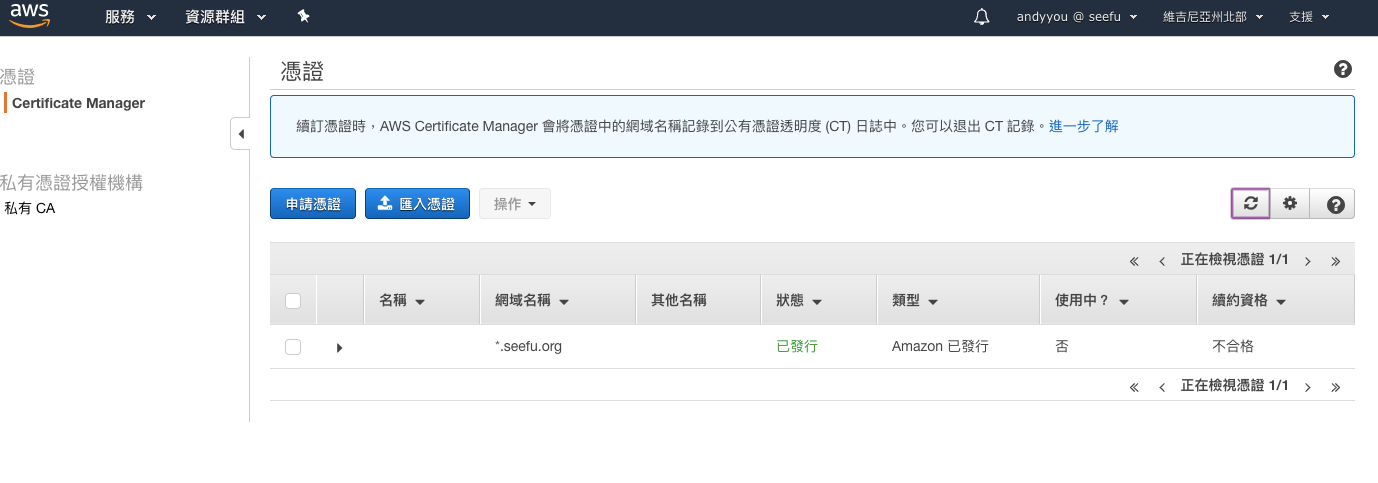 aws 服務 資源群組 andyyou @ seefu 維吉尼亞州北部 支援
憑證
Certificate Manager
私有憑證授權機構
私有 CA
憑證
續訂憑證時，AWS Certificate Manager 會將憑證中的網域名稱記錄到公有憑證透明度 (CT) 日誌中。您可以退出 CT 記錄。進一步了解
申請憑證 匯入憑證 操作
« ‹ 正在檢視憑證 1/1 › »
名稱 網域名稱 其他名稱 狀態 類型 使用中？ 續約資格
*.seefu.org 已發行 Amazon 已發行 否 不合格
« ‹ 正在檢視憑證 1/1 › »